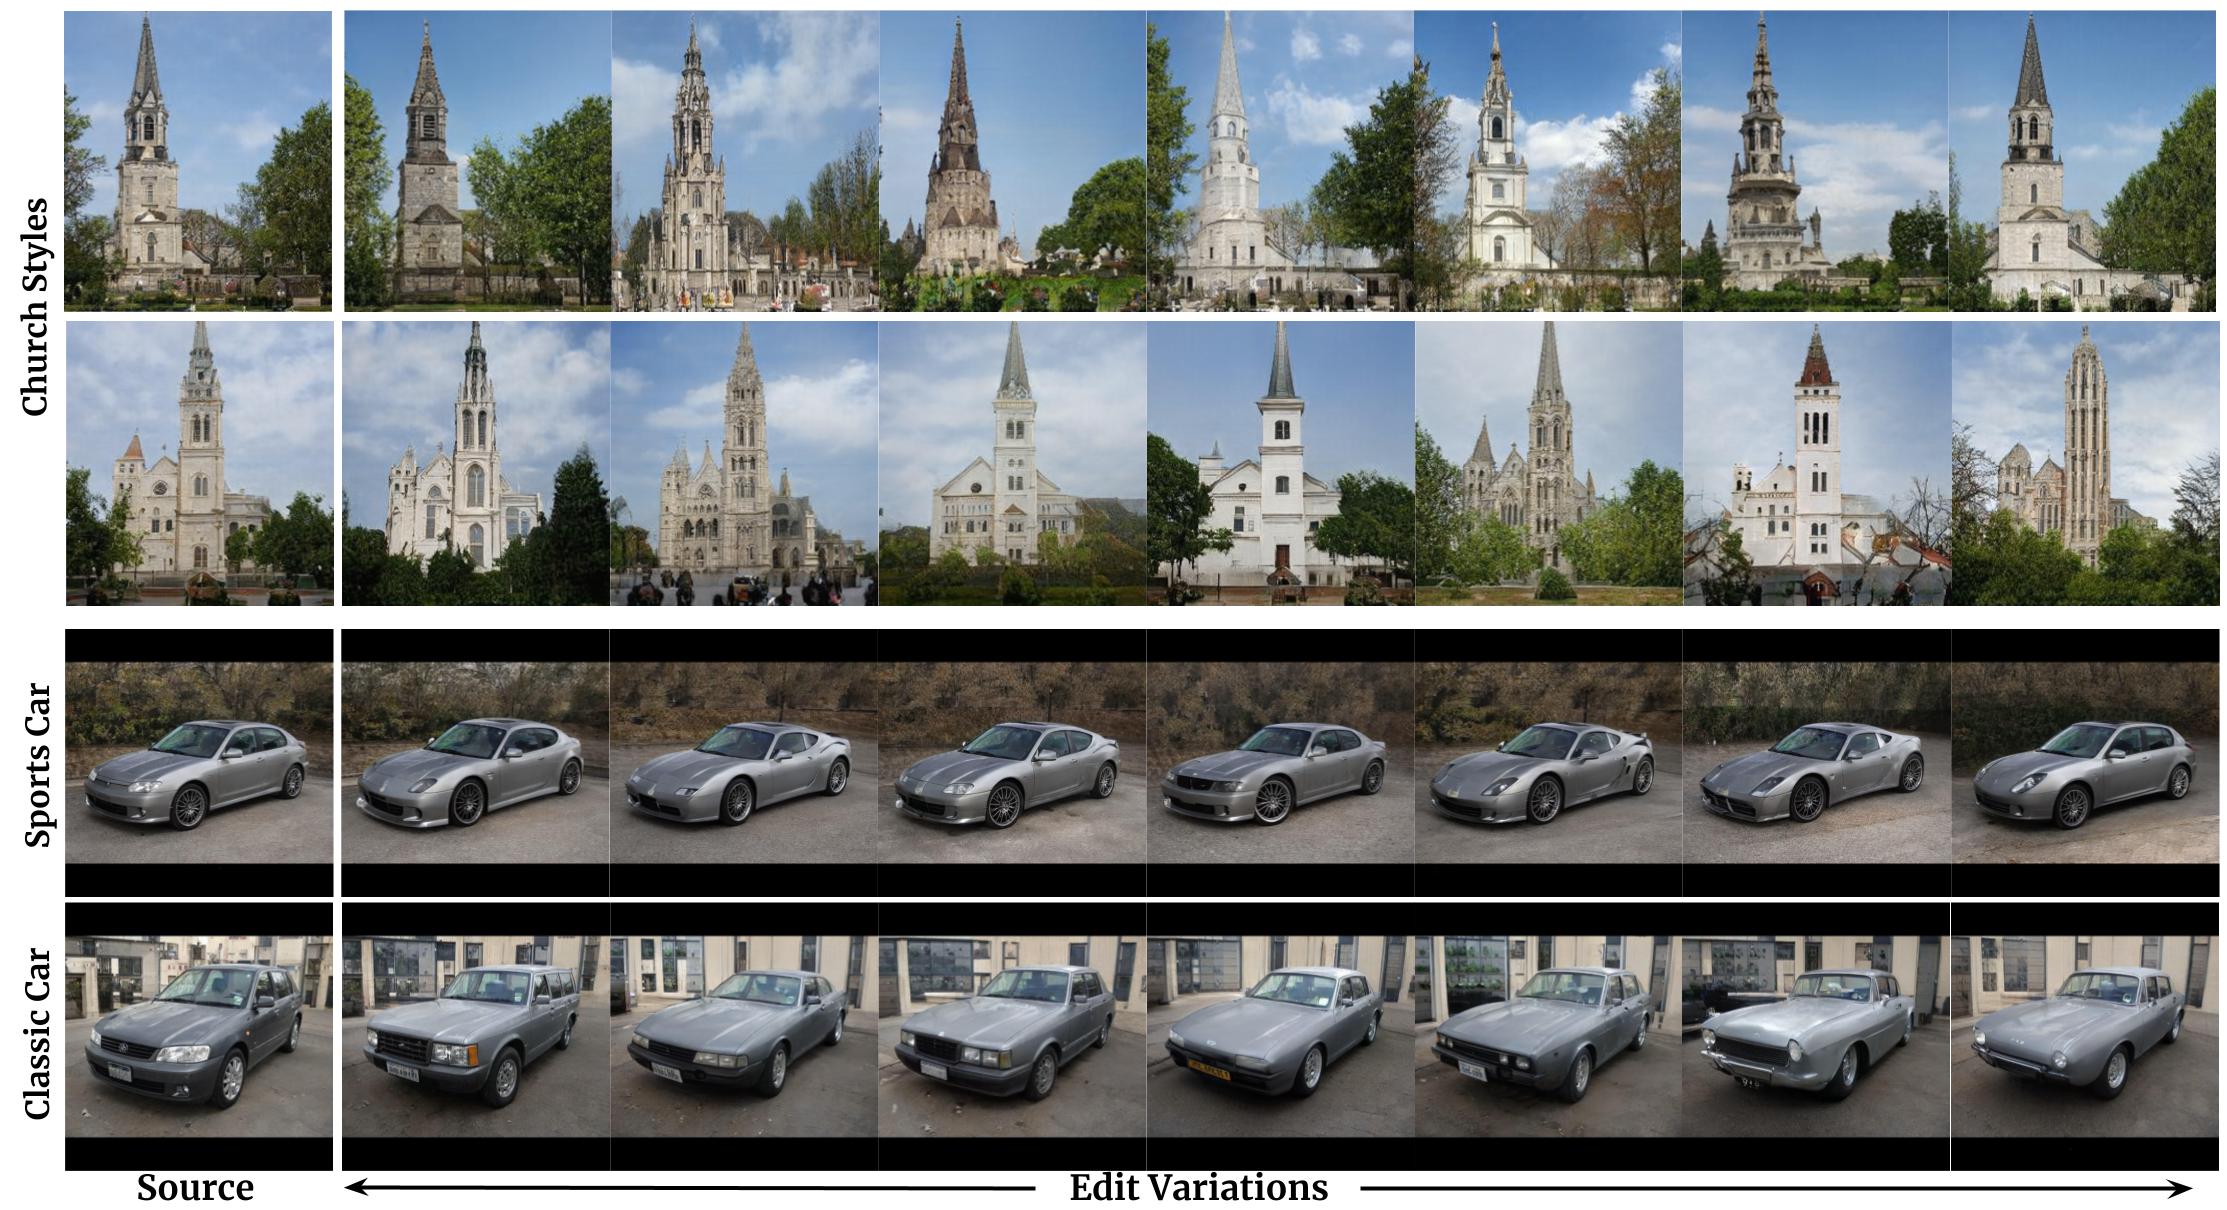 Church Styles
Sports Car
Classic Car
Source
Edit Variations